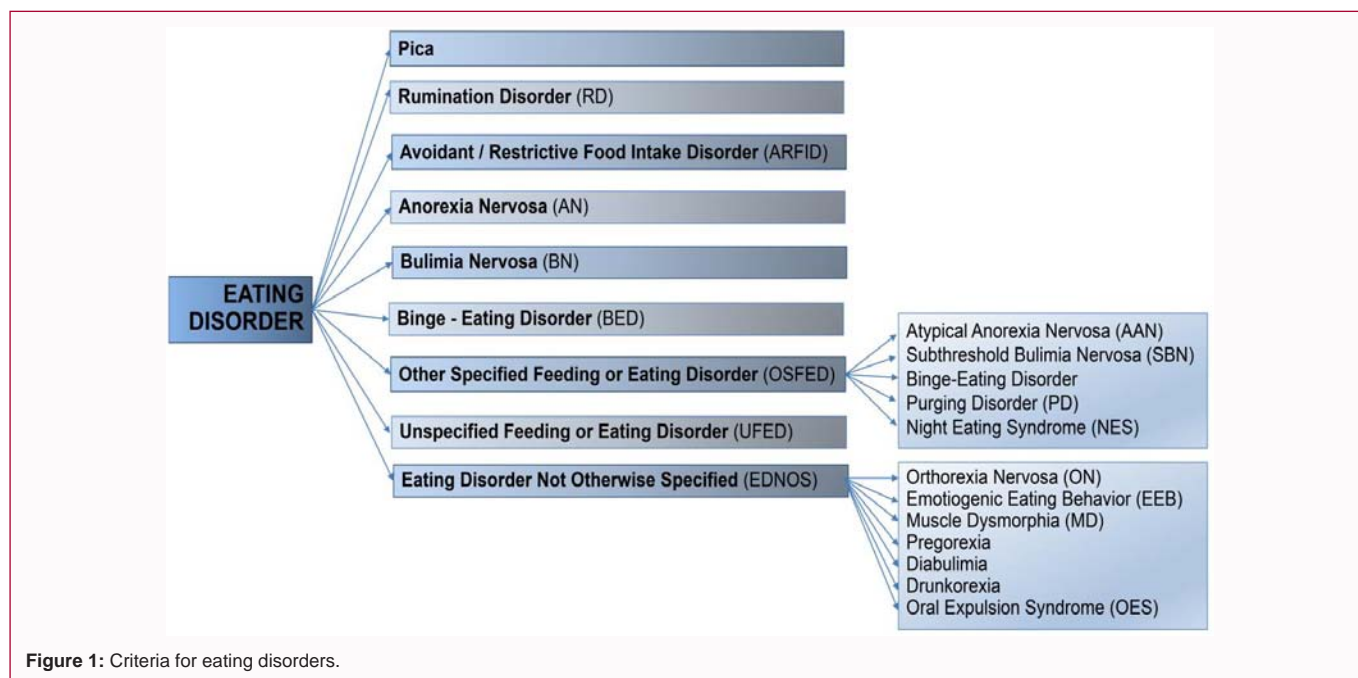 Pica
Rumination Disorder (RD)
Avoidant / Restrictive Food Intake Disorder (ARFID)
Anorexia Nervosa (AN)
Bulimia Nervosa (BN)
EATING
DISORDER
Binge - Eating Disorder (BED)
Other Specified Feeding or Eating Disorder (OSFED)
Atypical Anorexia Nervosa (AAN)
Subthreshold Bulimia Nervosa (SBN)
Binge-Eating Disorder
Purging Disorder (PD)
Night Eating Syndrome (NES)
Unspecified Feeding or Eating Disorder (UFED)
Eating Disorder Not Otherwise Specified (EDNOS)
Orthorexia Nervosa (ON)
Emotiogenic Eating Behavior (EEB)
Muscle Dysmorphia (MD)
Pregorexia
Diabulimia
Drunkorexia
Oral Expulsion Syndrome (OES)
Figure 1: Criteria for eating disorders.